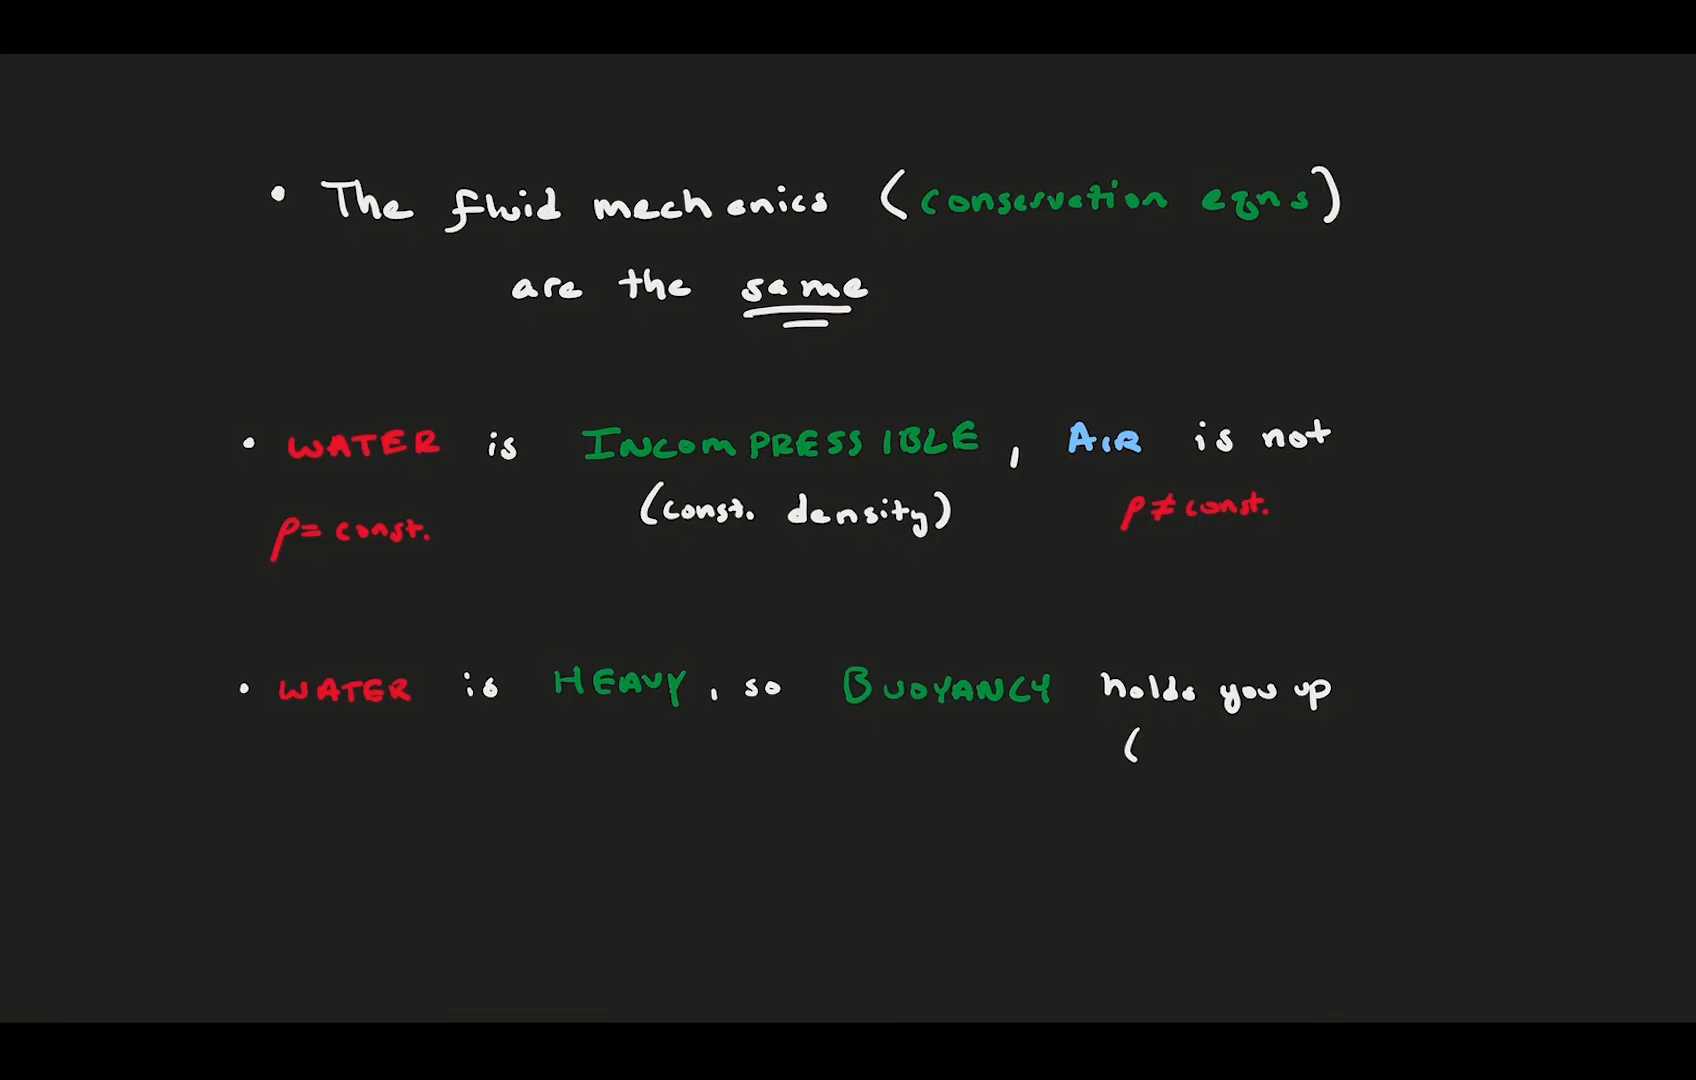 • The fluid mechanics (conservation eqns)
are the same
• WATER is INCOMPRESSIBLE, AIR is not
ρ = const. (const. density) ρ ≠ const.
• WATER is HEAVY, so BUOYANCY holds you up
(